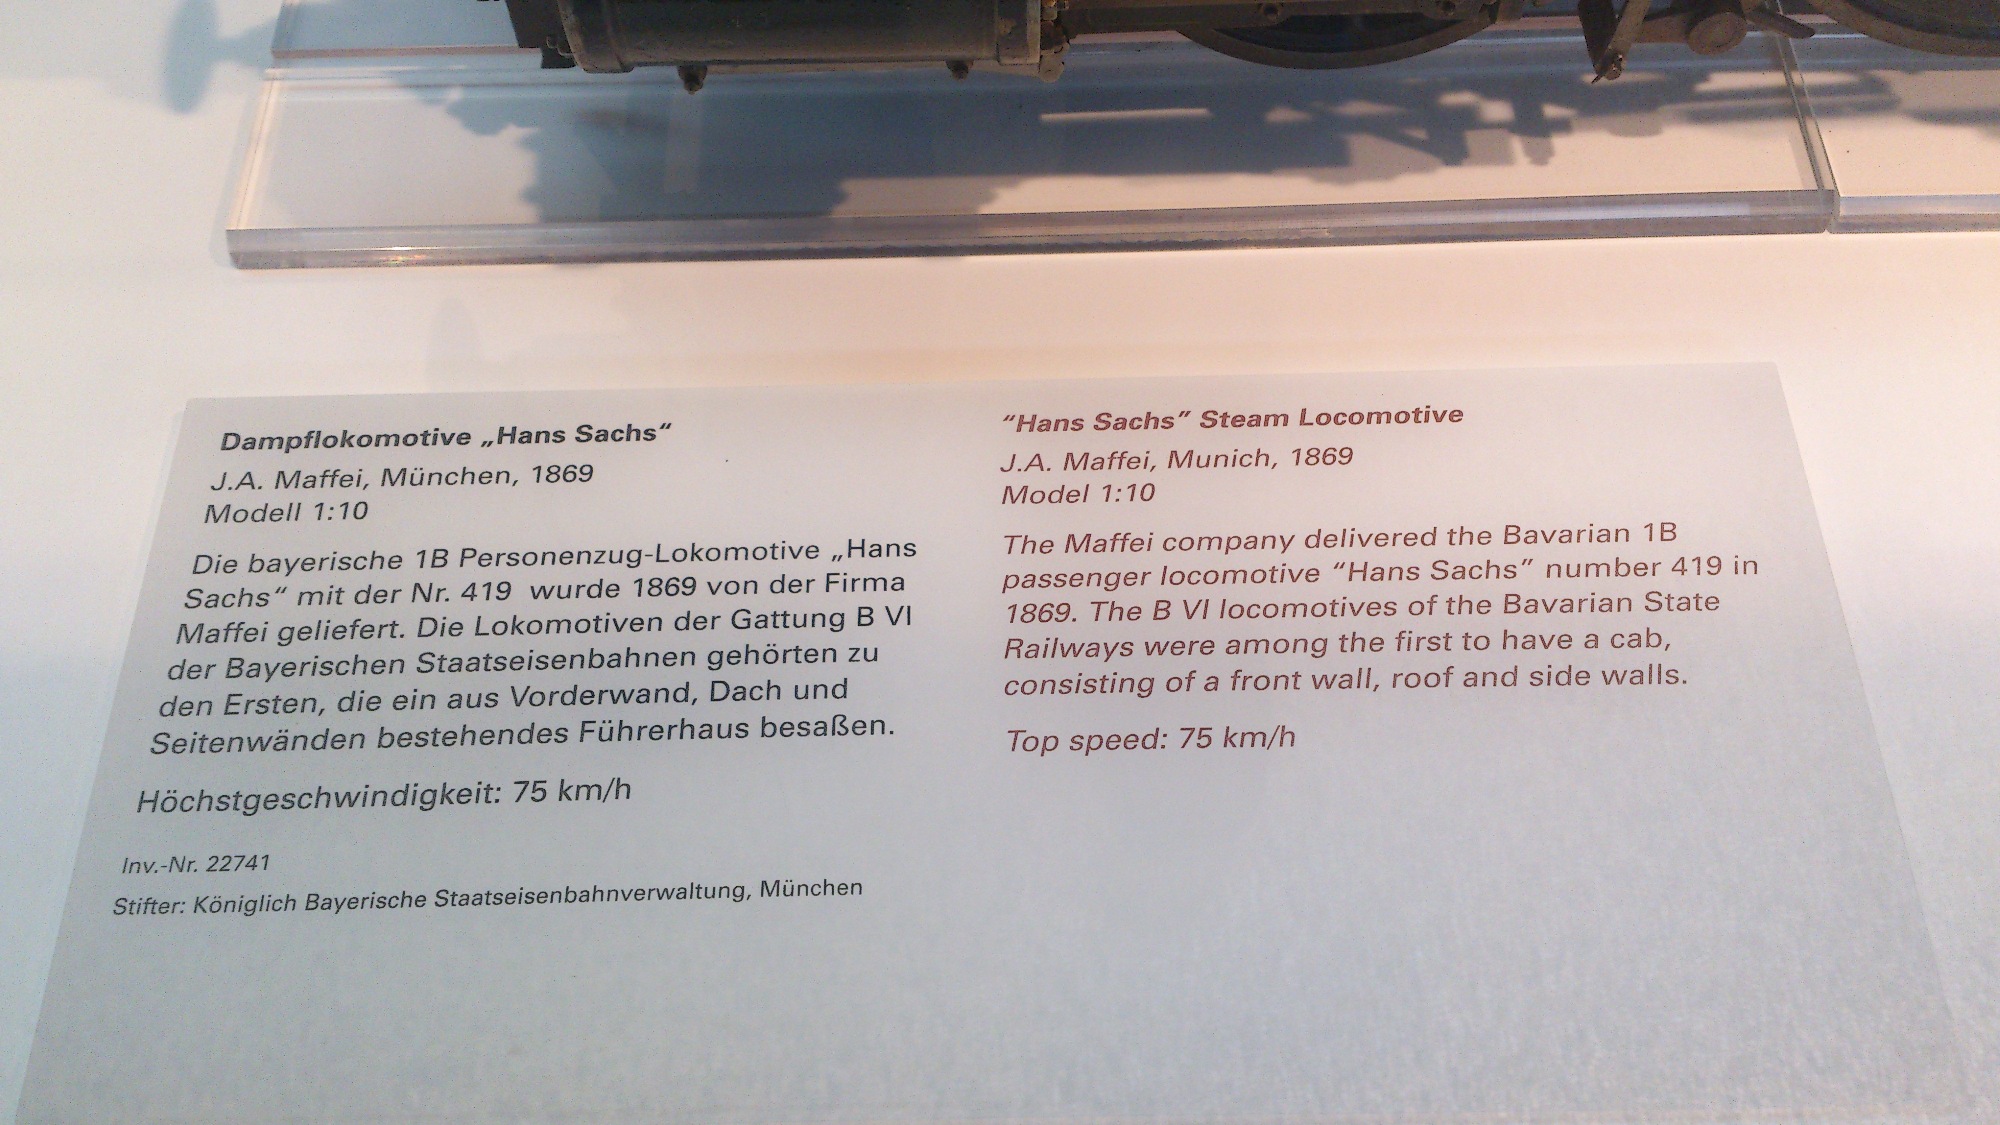 Dampflokomotive „Hans Sachs“
J.A. Maffei, München, 1869
Modell 1:10
Die bayerische 1B Personenzug-Lokomotive „Hans
Sachs“ mit der Nr. 419 wurde 1869 von der Firma
Maffei geliefert. Die Lokomotiven der Gattung B VI
der Bayerischen Staatseisenbahnen gehörten zu
den Ersten, die ein aus Vorderwand, Dach und
Seitenwänden bestehendes Führerhaus besaßen.
Höchstgeschwindigkeit: 75 km/h
Inv.-Nr. 22741
Stifter: Königlich Bayerische Staatseisenbahnverwaltung, München
“Hans Sachs” Steam Locomotive
J.A. Maffei, Munich, 1869
Model 1:10
The Maffei company delivered the Bavarian 1B
passenger locomotive “Hans Sachs” number 419 in
1869. The B VI locomotives of the Bavarian State
Railways were among the first to have a cab,
consisting of a front wall, roof and side walls.
Top speed: 75 km/h